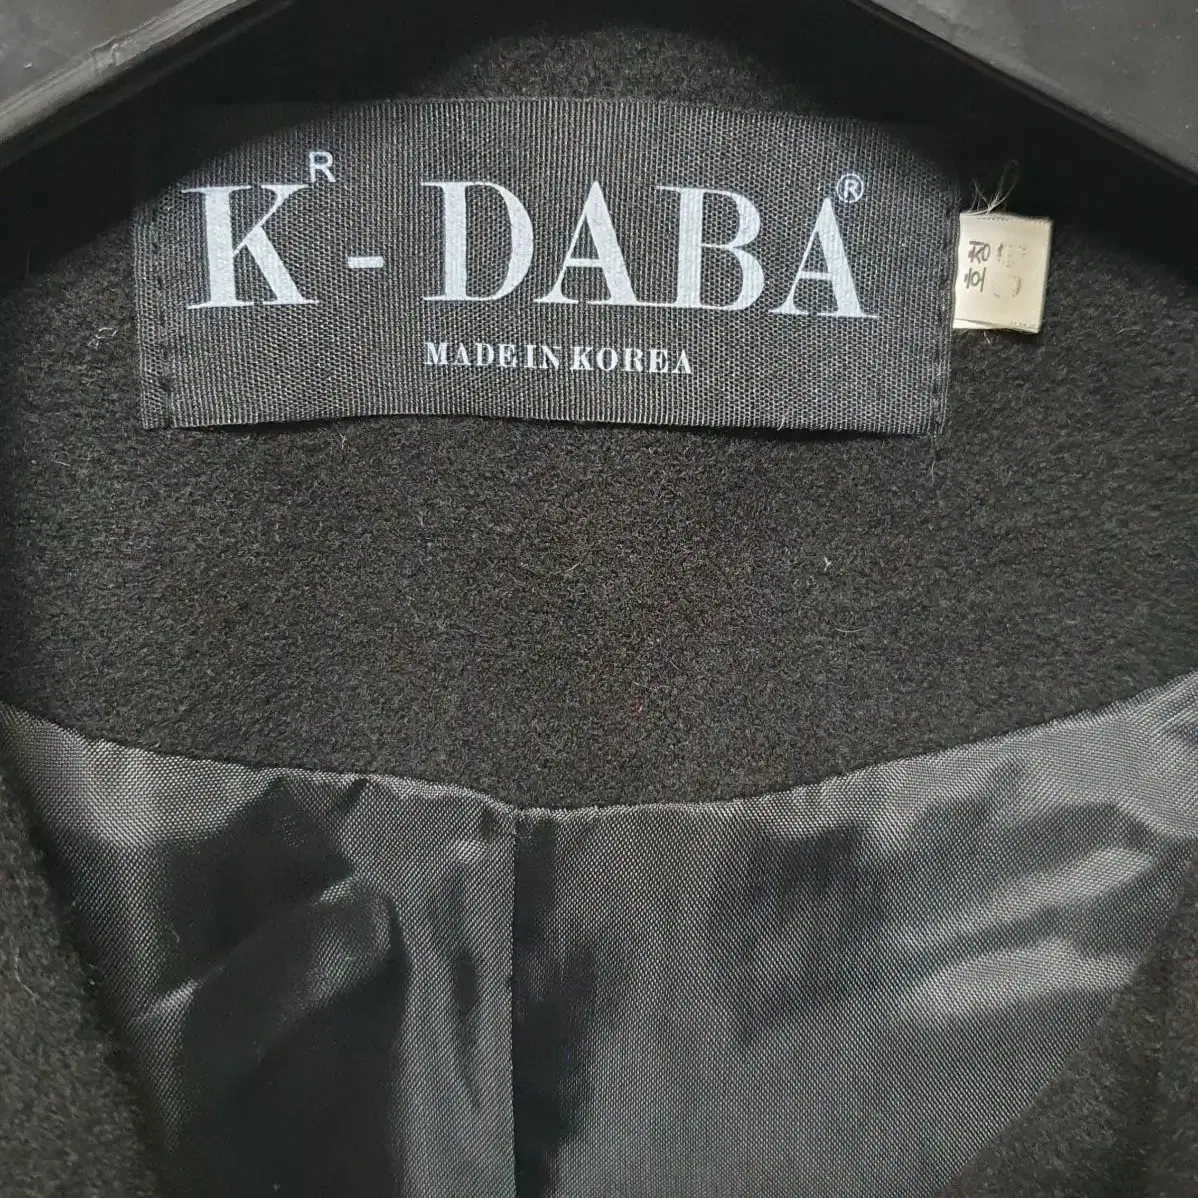 K R - DABA ®
MADE IN KOREA